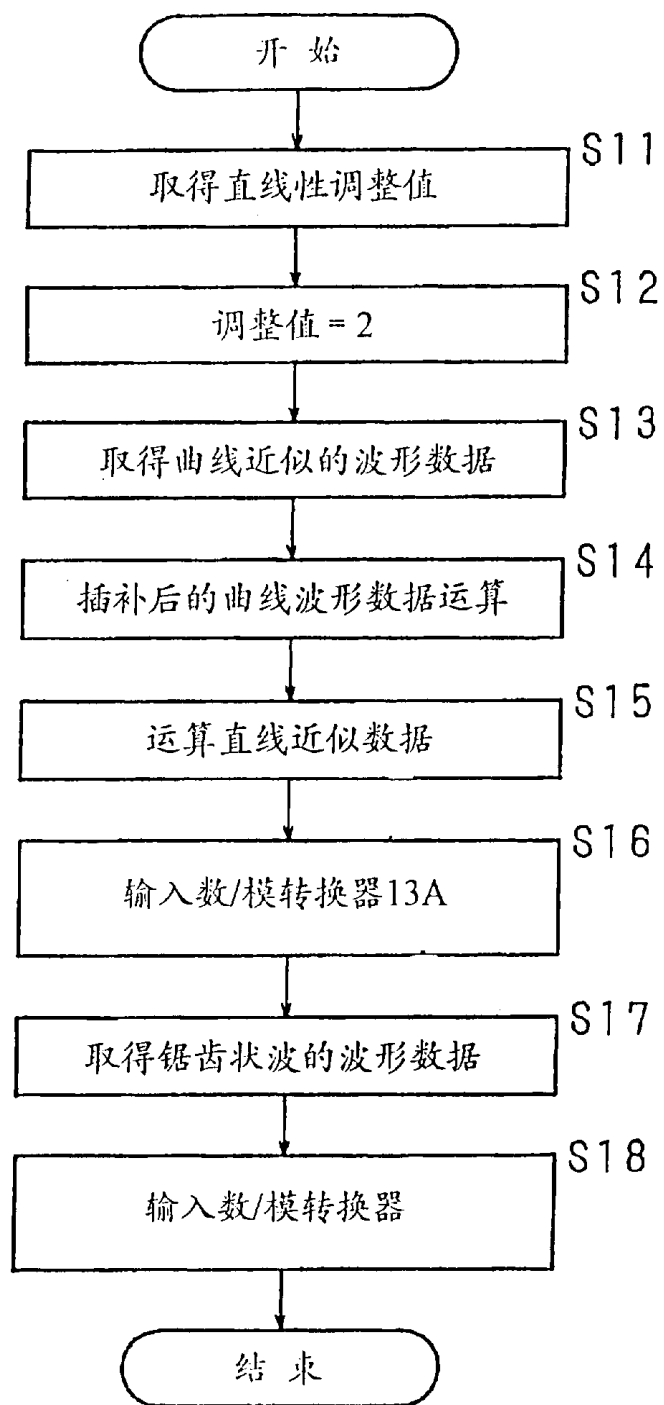 开 始
S11
取得直线性调整值
S12
调整值 = 2
S13
取得曲线近似的波形数据
S14
插补后的曲线波形数据运算
S15
运算直线近似数据
S16
输入数/模转换器13A
S17
取得锯齿状波的波形数据
S18
输入数/模转换器
结 束